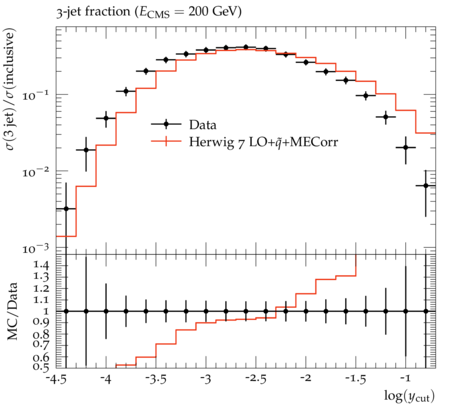 3-jet fraction (E_CMS = 200 GeV)
σ(3 jet)/σ(inclusive)
10⁻¹
10⁻²
10⁻³
Data
Herwig 7 LO+q̃+MECorr
MC/Data
1.4
1.3
1.2
1.1
1
0.9
0.8
0.7
0.6
0.5
-4.5 -4 -3.5 -3 -2.5 -2 -1.5 -1
log(y_cut)